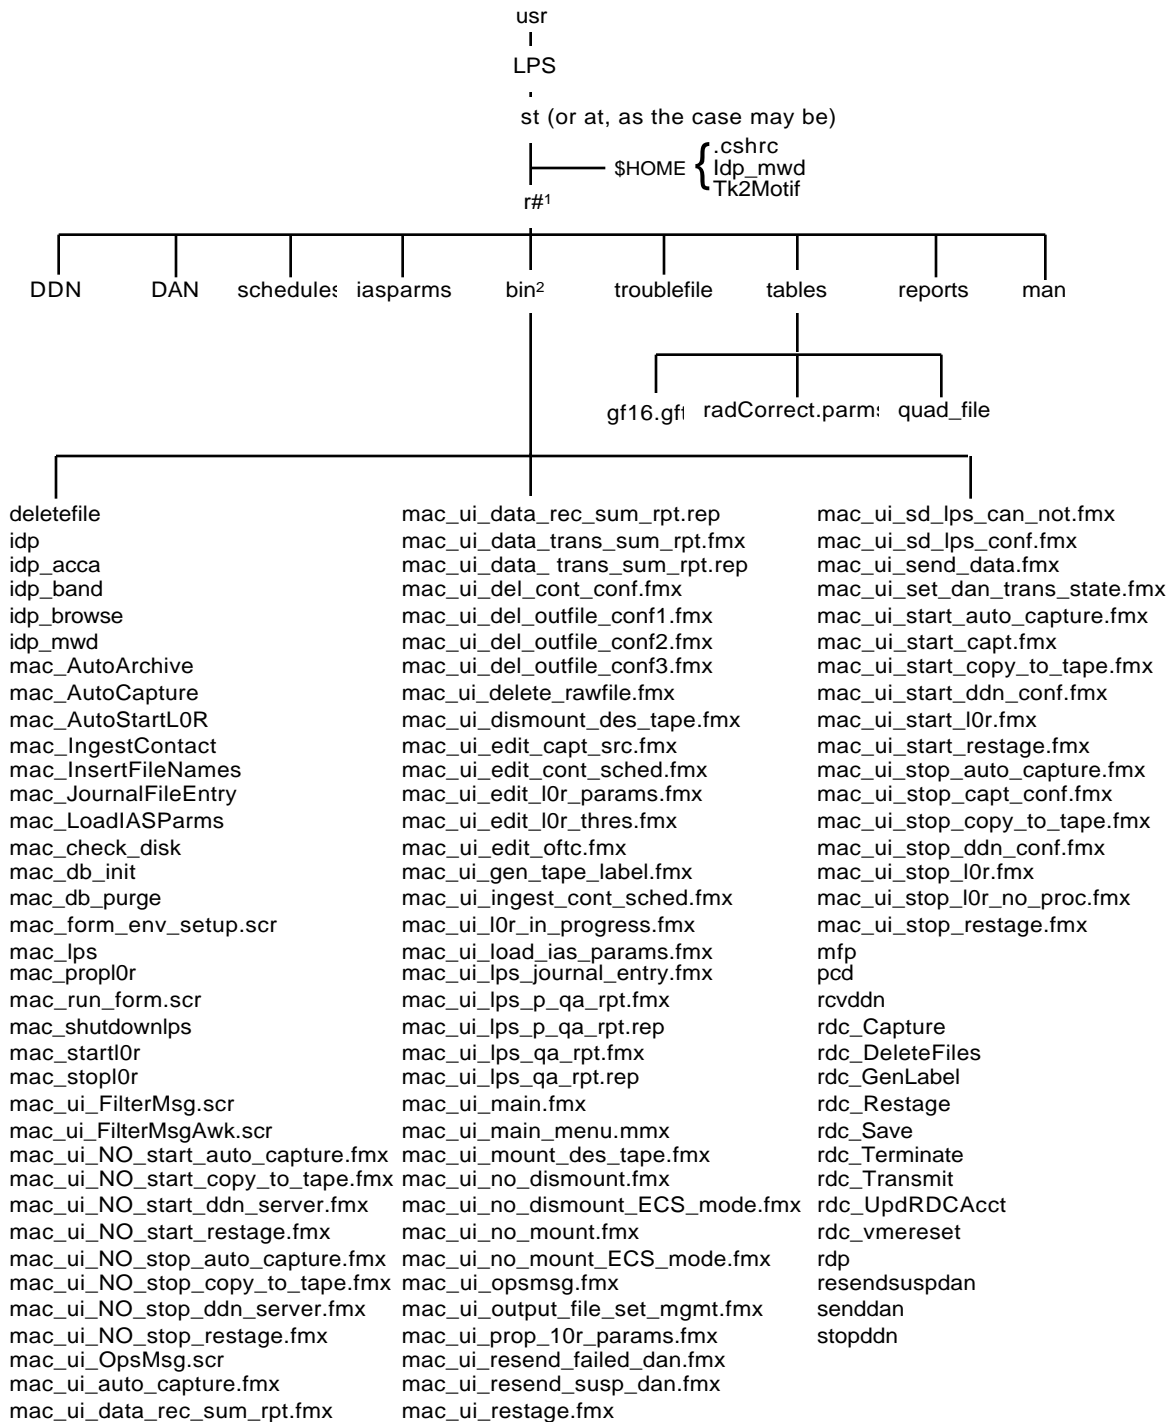 usr
LPS
st (or at, as the case may be)
$HOME
.cshrc
Idp_mwd
Tk2Motif
r#1
DDN DAN schedules iasparms bin2 troublefile tables reports man
gf16.gft radCorrect.parms quad_file
deletefile
idp
idp_acca
idp_band
idp_browse
idp_mwd
mac_AutoArchive
mac_AutoCapture
mac_AutoStartL0R
mac_IngestContact
mac_InsertFileNames
mac_JournalFileEntry
mac_LoadIASParms
mac_check_disk
mac_db_init
mac_db_purge
mac_form_env_setup.scr
mac_lps
mac_propl0r
mac_run_form.scr
mac_shutdownlps
mac_startl0r
mac_stopl0r
mac_ui_FilterMsg.scr
mac_ui_FilterMsgAwk.scr
mac_ui_NO_start_auto_capture.fmx
mac_ui_NO_start_copy_to_tape.fmx
mac_ui_NO_start_ddn_server.fmx
mac_ui_NO_start_restage.fmx
mac_ui_NO_stop_auto_capture.fmx
mac_ui_NO_stop_copy_to_tape.fmx
mac_ui_NO_stop_ddn_server.fmx
mac_ui_NO_stop_restage.fmx
mac_ui_OpsMsg.scr
mac_ui_auto_capture.fmx
mac_ui_data_rec_sum_rpt.fmx
mac_ui_data_rec_sum_rpt.rep
mac_ui_data_trans_sum_rpt.fmx
mac_ui_data_ trans_sum_rpt.rep
mac_ui_del_cont_conf.fmx
mac_ui_del_outfile_conf1.fmx
mac_ui_del_outfile_conf2.fmx
mac_ui_del_outfile_conf3.fmx
mac_ui_delete_rawfile.fmx
mac_ui_dismount_des_tape.fmx
mac_ui_edit_capt_src.fmx
mac_ui_edit_cont_sched.fmx
mac_ui_edit_l0r_params.fmx
mac_ui_edit_l0r_thres.fmx
mac_ui_edit_oftc.fmx
mac_ui_gen_tape_label.fmx
mac_ui_ingest_cont_sched.fmx
mac_ui_l0r_in_progress.fmx
mac_ui_load_ias_params.fmx
mac_ui_lps_journal_entry.fmx
mac_ui_lps_p_qa_rpt.fmx
mac_ui_lps_p_qa_rpt.rep
mac_ui_lps_qa_rpt.fmx
mac_ui_lps_qa_rpt.rep
mac_ui_main.fmx
mac_ui_main_menu.mmx
mac_ui_mount_des_tape.fmx
mac_ui_no_dismount.fmx
mac_ui_no_dismount_ECS_mode.fmx
mac_ui_no_mount.fmx
mac_ui_no_mount_ECS_mode.fmx
mac_ui_opsmsg.fmx
mac_ui_output_file_set_mgmt.fmx
mac_ui_prop_10r_params.fmx
mac_ui_resend_failed_dan.fmx
mac_ui_resend_susp_dan.fmx
mac_ui_restage.fmx
mac_ui_sd_lps_can_not.fmx
mac_ui_sd_lps_conf.fmx
mac_ui_send_data.fmx
mac_ui_set_dan_trans_state.fmx
mac_ui_start_auto_capture.fmx
mac_ui_start_capt.fmx
mac_ui_start_copy_to_tape.fmx
mac_ui_start_ddn_conf.fmx
mac_ui_start_l0r.fmx
mac_ui_start_restage.fmx
mac_ui_stop_auto_capture.fmx
mac_ui_stop_capt_conf.fmx
mac_ui_stop_copy_to_tape.fmx
mac_ui_stop_ddn_conf.fmx
mac_ui_stop_l0r.fmx
mac_ui_stop_l0r_no_proc.fmx
mac_ui_stop_restage.fmx
mfp
pcd
rcvddn
rdc_Capture
rdc_DeleteFiles
rdc_GenLabel
rdc_Restage
rdc_Save
rdc_Terminate
rdc_Transmit
rdc_UpdRDCAcct
rdc_vmereset
rdp
resendsuspdan
senddan
stopddn